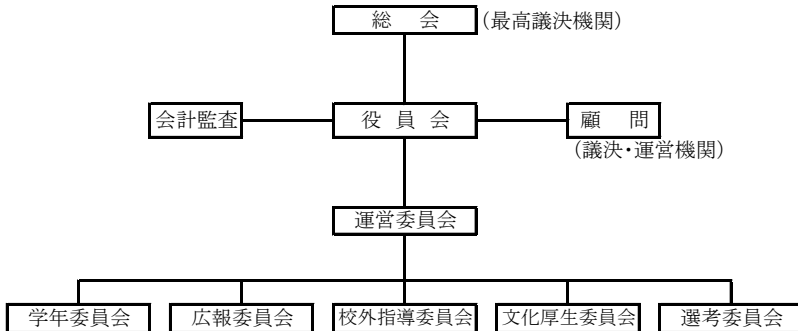 総　会 (最高議決機関)
会計監査 役 員 会 顧　問
(議決・運営機関)
運営委員会
学年委員会 広報委員会 校外指導委員会 文化厚生委員会 選考委員会